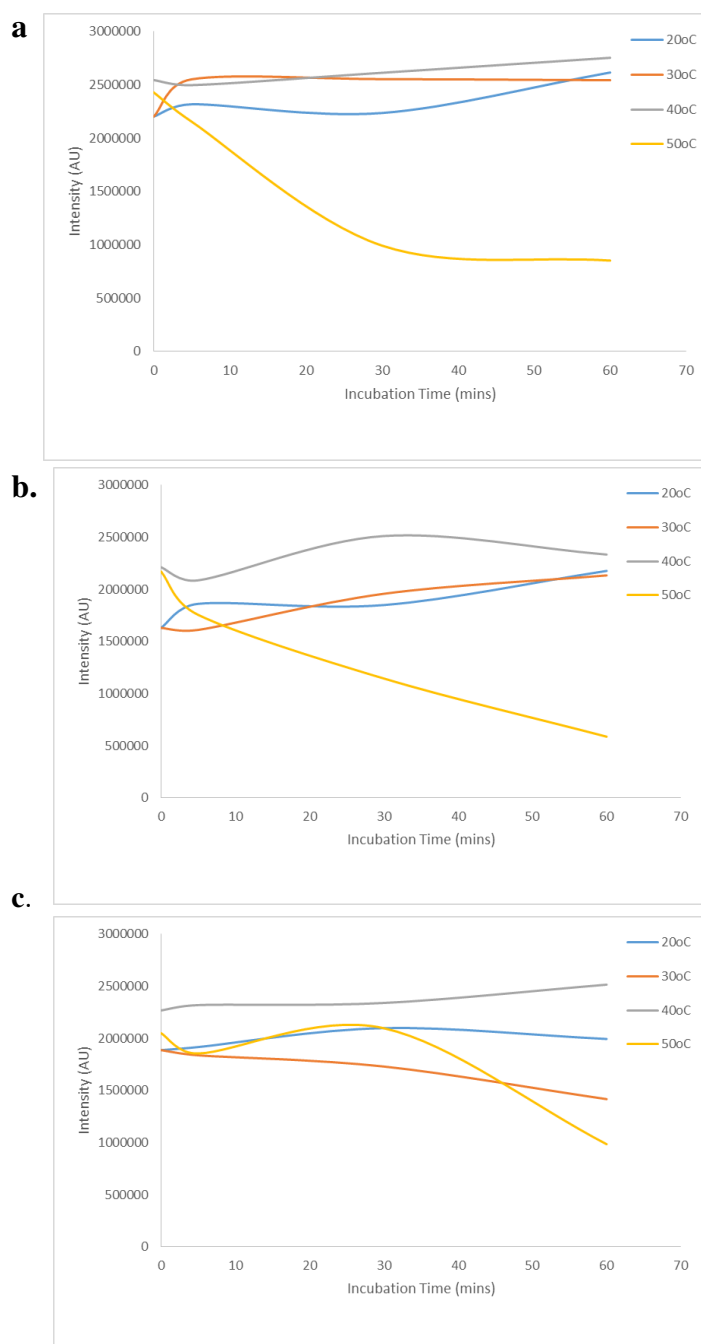 a
3000000
2500000
2000000
1500000
1000000
500000
0
Intensity (AU)
0 10 20 30 40 50 60 70
Incubation Time (mins)
20oC
30oC
40oC
50oC
b.
3000000
2500000
2000000
1500000
1000000
500000
0
Intensity (AU)
0 10 20 30 40 50 60 70
Incubation Time (mins)
20oC
30oC
40oC
50oC
c.
3000000
2500000
2000000
1500000
1000000
500000
0
Intensity (AU)
0 10 20 30 40 50 60 70
Incubation Time (mins)
20oC
30oC
40oC
50oC